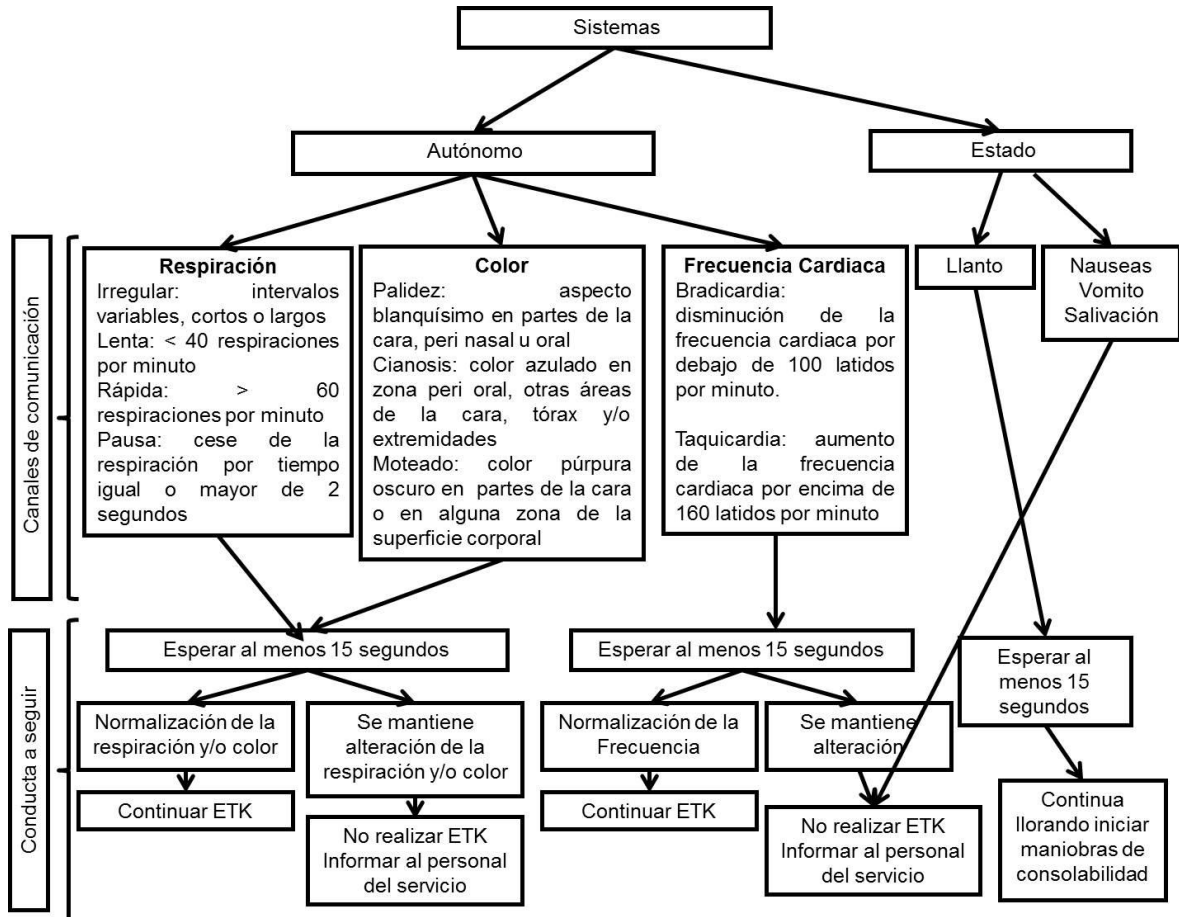 Sistemas
Autónomo
Estado
Canales de comunicación
Respiración
Irregular: intervalos
variables, cortos o largos
Lenta: < 40 respiraciones
por minuto
Rápida: > 60
respiraciones por minuto
Pausa: cese de la
respiración por tiempo
igual o mayor de 2
segundos
Color
Palidez: aspecto
blanquísimo en partes de la
cara, peri nasal u oral
Cianosis: color azulado en
zona peri oral, otras áreas
de la cara, tórax y/o
extremidades
Moteado: color púrpura
oscuro en partes de la cara
o en alguna zona de la
superficie corporal
Frecuencia Cardiaca
Bradicardia:
disminución de la
frecuencia cardiaca por
debajo de 100 latidos
por minuto.
Taquicardia: aumento
de la frecuencia
cardiaca por encima de
160 latidos por minuto
Llanto
Nauseas
Vomito
Salivación
Conducta a seguir
Esperar al menos 15 segundos
Normalización de la
respiración y/o color
Continuar ETK
Se mantiene
alteración de la
respiración y/o color
No realizar ETK
Informar al personal
del servicio
Esperar al menos 15 segundos
Normalización de la
Frecuencia
Continuar ETK
Se mantiene
alteración
No realizar ETK
Informar al personal
del servicio
Esperar al
menos 15
segundos
Continua
llorando iniciar
maniobras de
consolabilidad